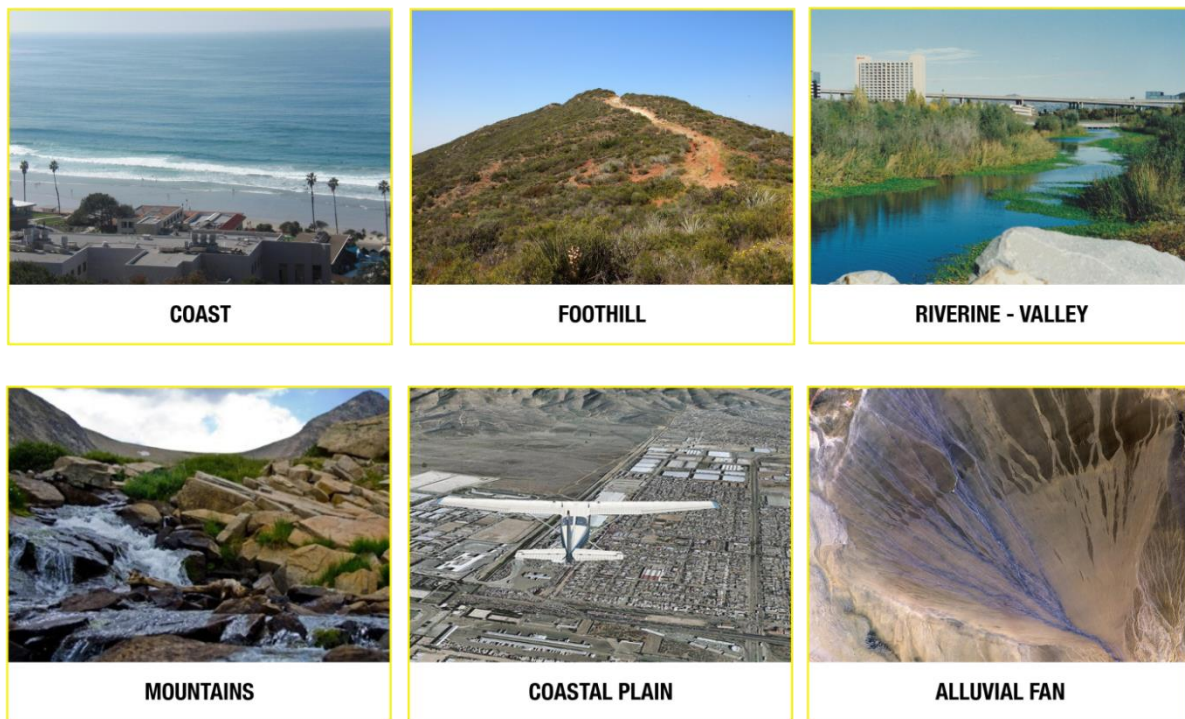 COAST
FOOTHILL
RIVERINE - VALLEY
MOUNTAINS
COASTAL PLAIN
ALLUVIAL FAN